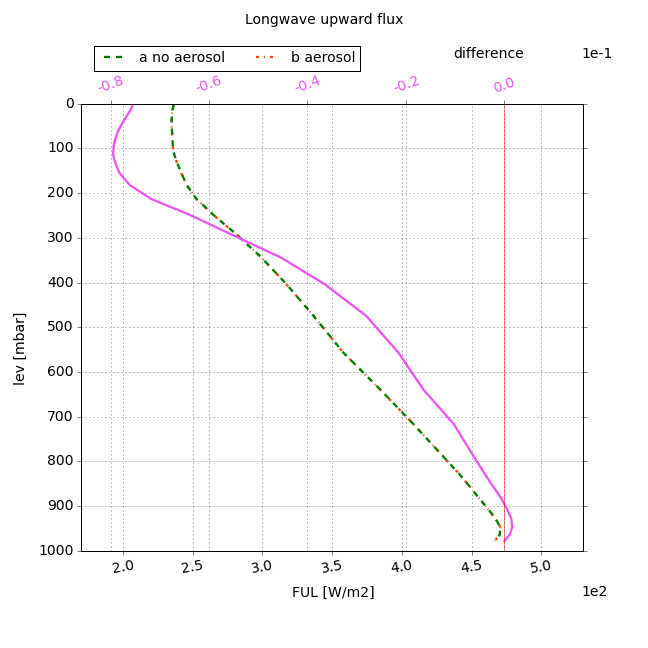 Longwave upward flux
a no aerosol b aerosol difference 1e-1
-0.8 -0.6 -0.4 -0.2 0.0
0
100
200
300
400
500
600
700
800
900
1000
lev [mbar]
2.0 2.5 3.0 3.5 4.0 4.5 5.0
FUL [W/m2] 1e2